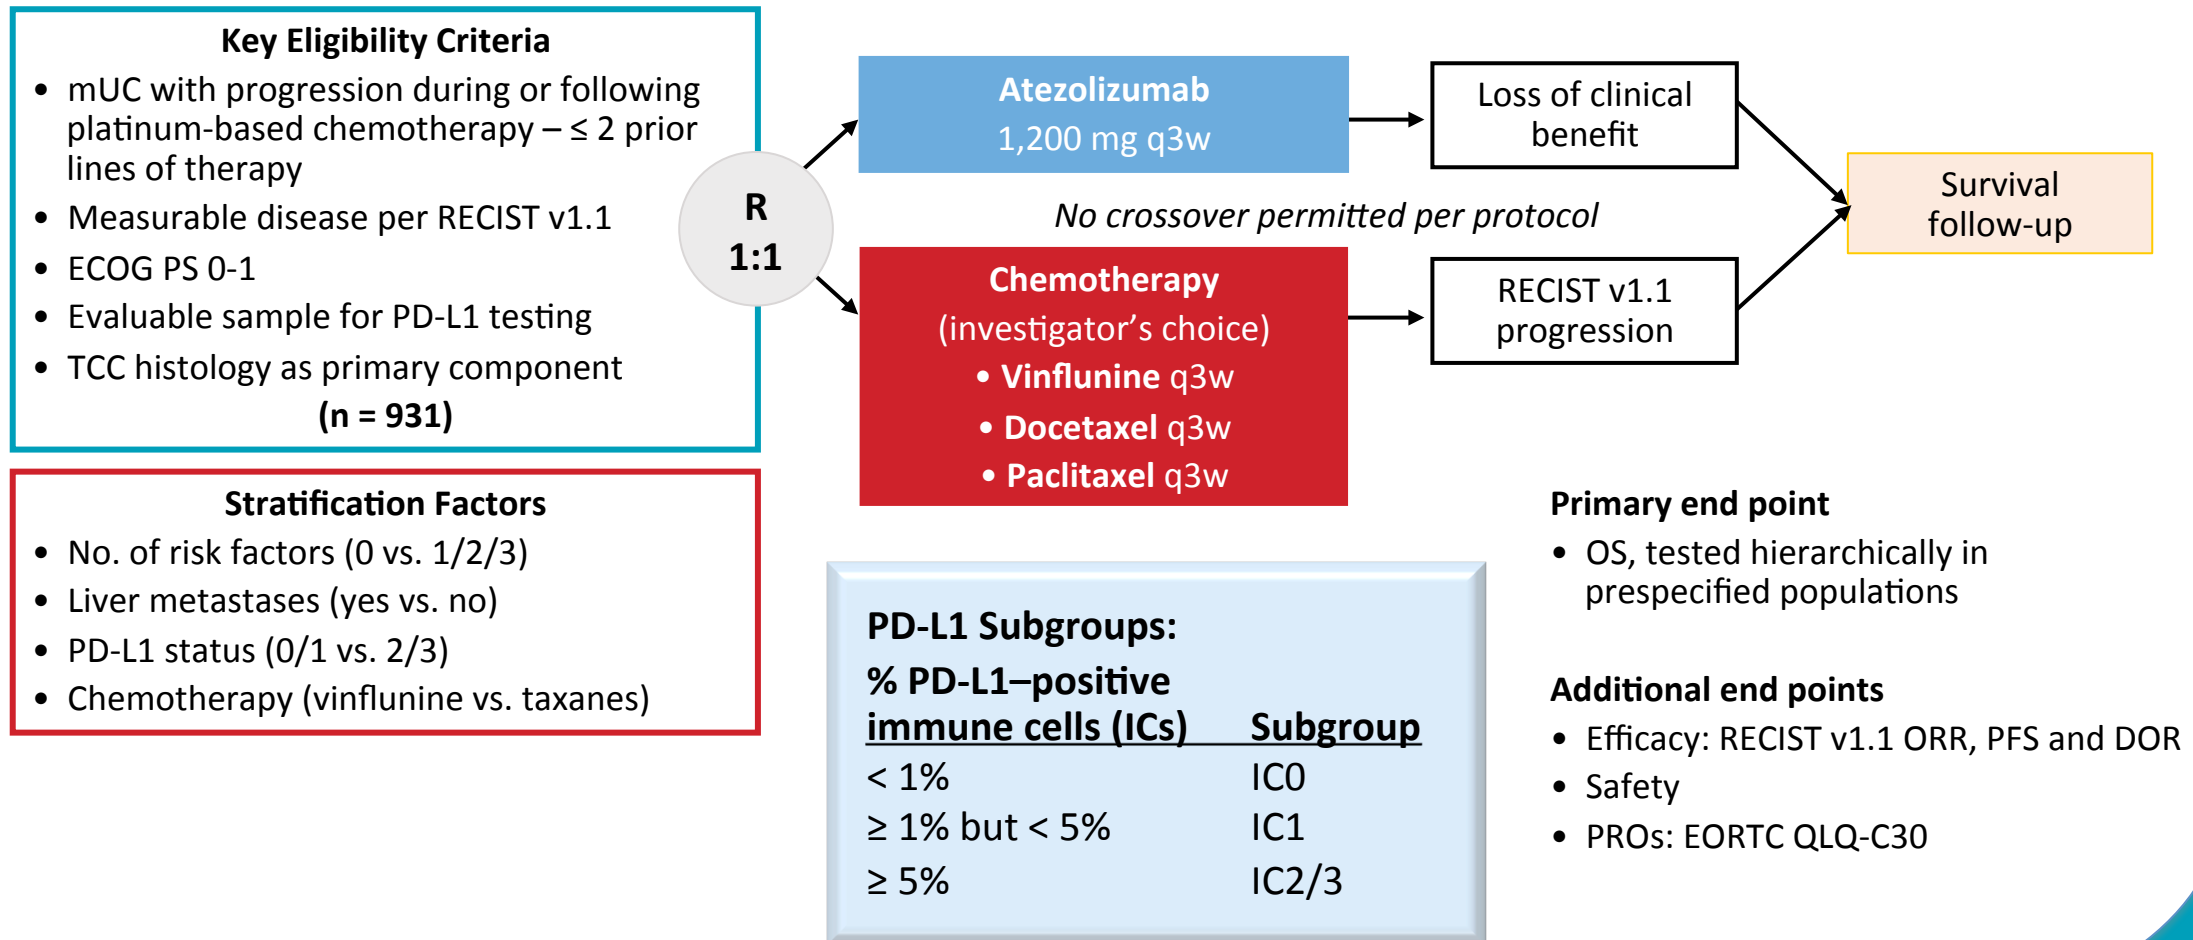 Key Eligibility Criteria
• mUC with progression during or following
platinum-based chemotherapy – ≤ 2 prior
lines of therapy
• Measurable disease per RECIST v1.1
• ECOG PS 0-1
• Evaluable sample for PD-L1 testing
• TCC histology as primary component
(n = 931)
Stratification Factors
• No. of risk factors (0 vs. 1/2/3)
• Liver metastases (yes vs. no)
• PD-L1 status (0/1 vs. 2/3)
• Chemotherapy (vinflunine vs. taxanes)
R
1:1
Atezolizumab
1,200 mg q3w
No crossover permitted per protocol
Chemotherapy
(investigator's choice)
• Vinflunine q3w
• Docetaxel q3w
• Paclitaxel q3w
Loss of clinical
benefit
RECIST v1.1
progression
Survival
follow-up
PD-L1 Subgroups:
% PD-L1–positive
immune cells (ICs) Subgroup
< 1% IC0
≥ 1% but < 5% IC1
≥ 5% IC2/3
Primary end point
• OS, tested hierarchically in
prespecified populations
Additional end points
• Efficacy: RECIST v1.1 ORR, PFS and DOR
• Safety
• PROs: EORTC QLQ-C30